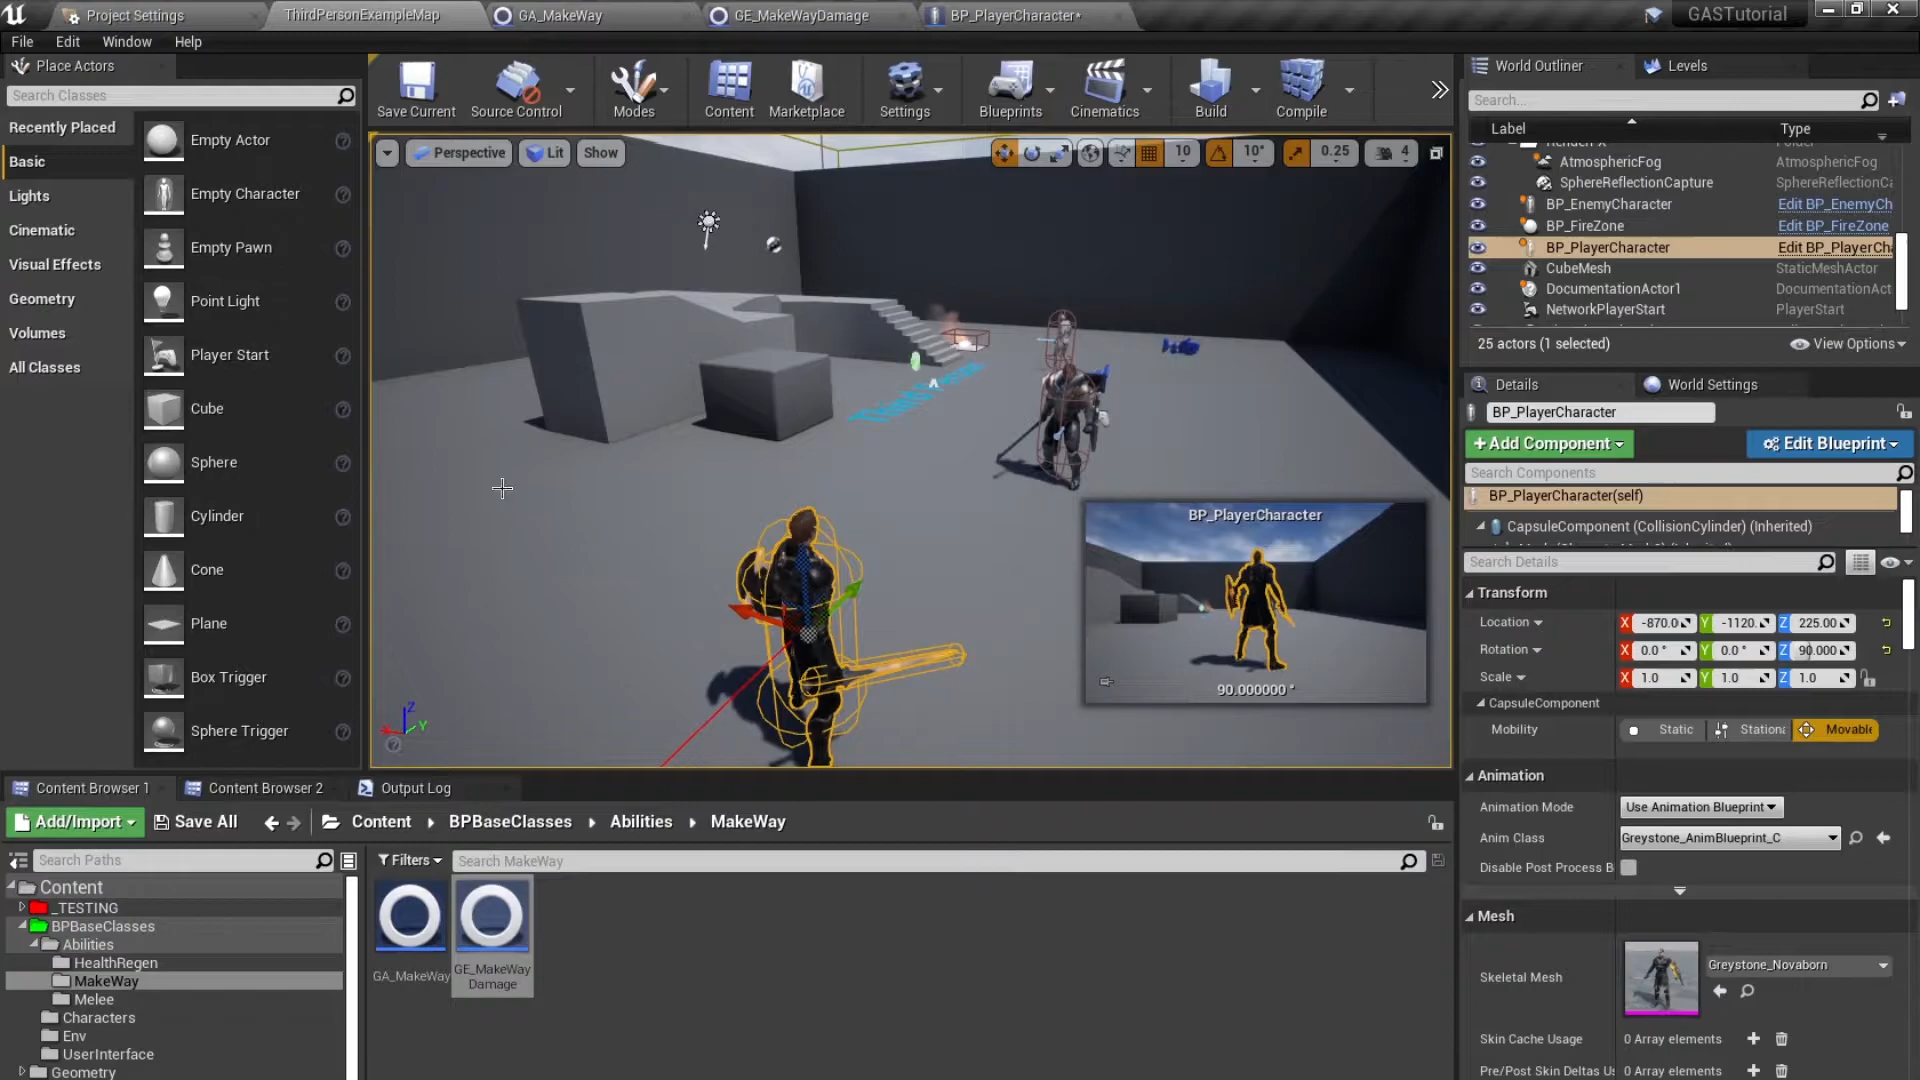 Project Settings
ThirdPersonExampleMap
GA_MakeWay
GE_MakeWayDamage
BP_PlayerCharacter*
GASTutorial
File Edit Window Help
Place Actors
Search Classes
Recently Placed
Basic
Lights
Cinematic
Visual Effects
Geometry
Volumes
All Classes
Empty Actor
Empty Character
Empty Pawn
Point Light
Player Start
Cube
Sphere
Cylinder
Cone
Plane
Box Trigger
Sphere Trigger
Save Current
Source Control
Modes
Content
Marketplace
Settings
Blueprints
Cinematics
Build
Compile
Perspective
Lit
Show
10
10°
0.25
4
BP_PlayerCharacter
90.000000 °
Z
Y
World Outliner
Levels
Search...
Label Type
AtmosphericFog AtmosphericFog
SphereReflectionCapture SphereReflectionCa
BP_EnemyCharacter Edit BP_EnemyCh
BP_FireZone Edit BP_FireZone
BP_PlayerCharacter Edit BP_PlayerCha
CubeMesh StaticMeshActor
DocumentationActor1 DocumentationAct
NetworkPlayerStart PlayerStart
25 actors (1 selected)
View Options
Details
World Settings
BP_PlayerCharacter
+Add Component
Edit Blueprint
Search Components
BP_PlayerCharacter(self)
CapsuleComponent (CollisionCylinder) (Inherited)
Search Details
Transform
Location X -870.0 Y -1120. Z 225.00
Rotation X 0.0 ° Y 0.0 ° Z 90.000
Scale X 1.0 Y 1.0 Z 1.0
CapsuleComponent
Mobility Static Stationa Movable
Animation
Animation Mode Use Animation Blueprint
Anim Class Greystone_AnimBlueprint_C
Disable Post Process B
Mesh
Skeletal Mesh Greystone_Novaborn
Skin Cache Usage 0 Array elements
Pre/Post Skin Deltas Us 0 Array elements
Content Browser 1
Content Browser 2
Output Log
Add/Import
Save All
Content BPBaseClasses Abilities MakeWay
Search Paths
Filters
Search MakeWay
Content
_TESTING
BPBaseClasses
Abilities
HealthRegen
MakeWay
Melee
Characters
Env
UserInterface
Geometry
GA_MakeWay
GE_MakeWay
Damage